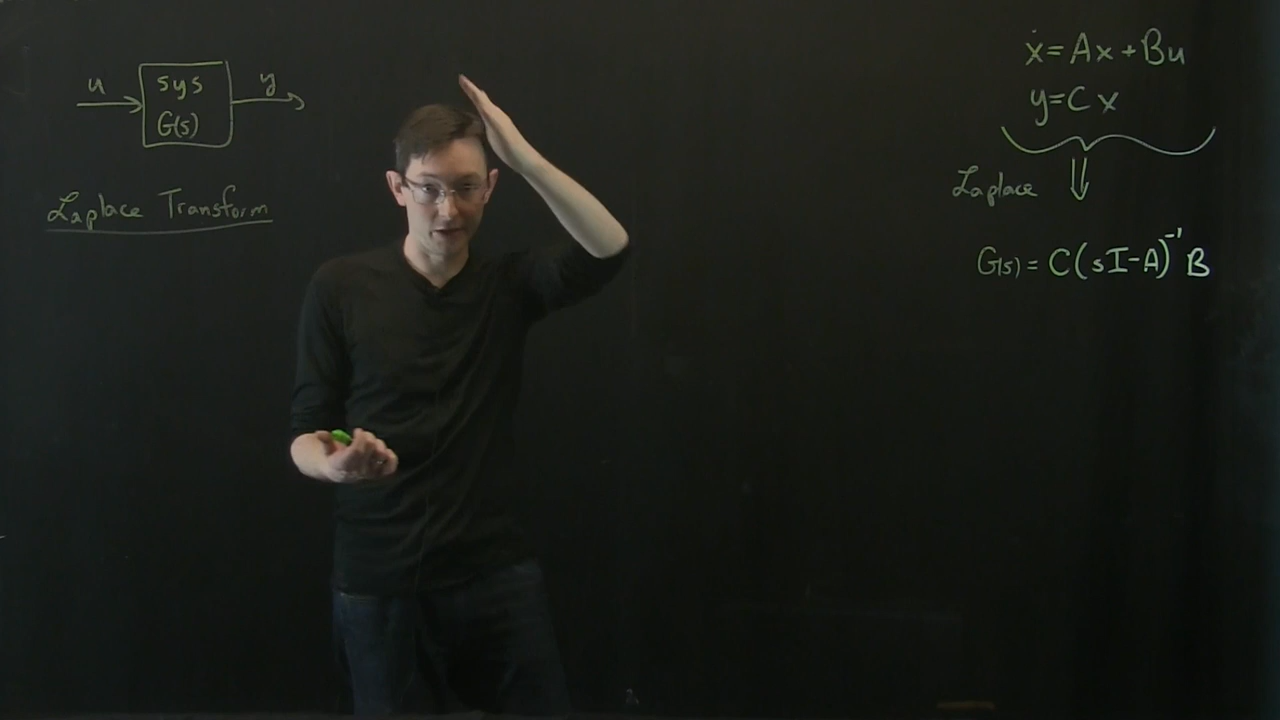 u
sys
y
G(s)
Laplace Transform
ẋ=Ax+Bu
y=Cx
Laplace
G(s)=C(sI-A)⁻¹B